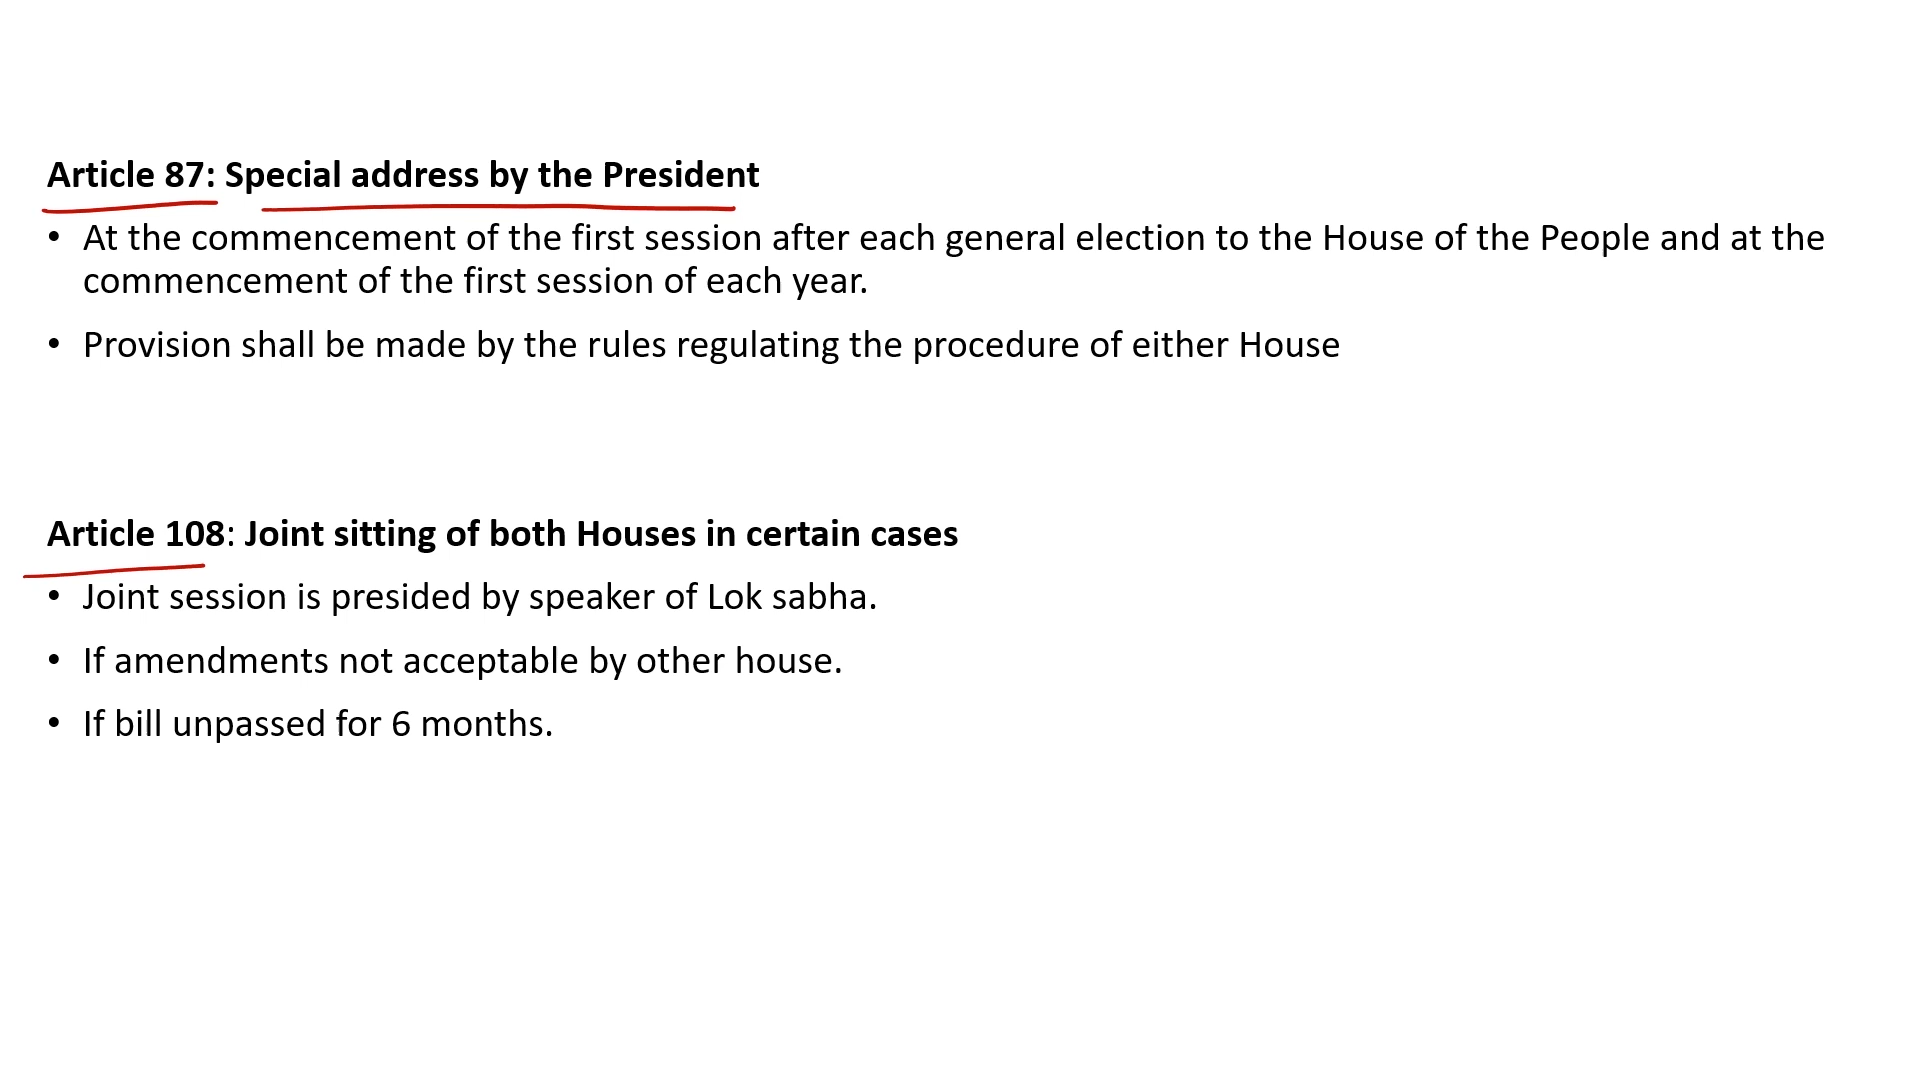 Article 87: Special address by the President
• At the commencement of the first session after each general election to the House of the People and at the
commencement of the first session of each year.
• Provision shall be made by the rules regulating the procedure of either House
Article 108: Joint sitting of both Houses in certain cases
• Joint session is presided by speaker of Lok sabha.
• If amendments not acceptable by other house.
• If bill unpassed for 6 months.